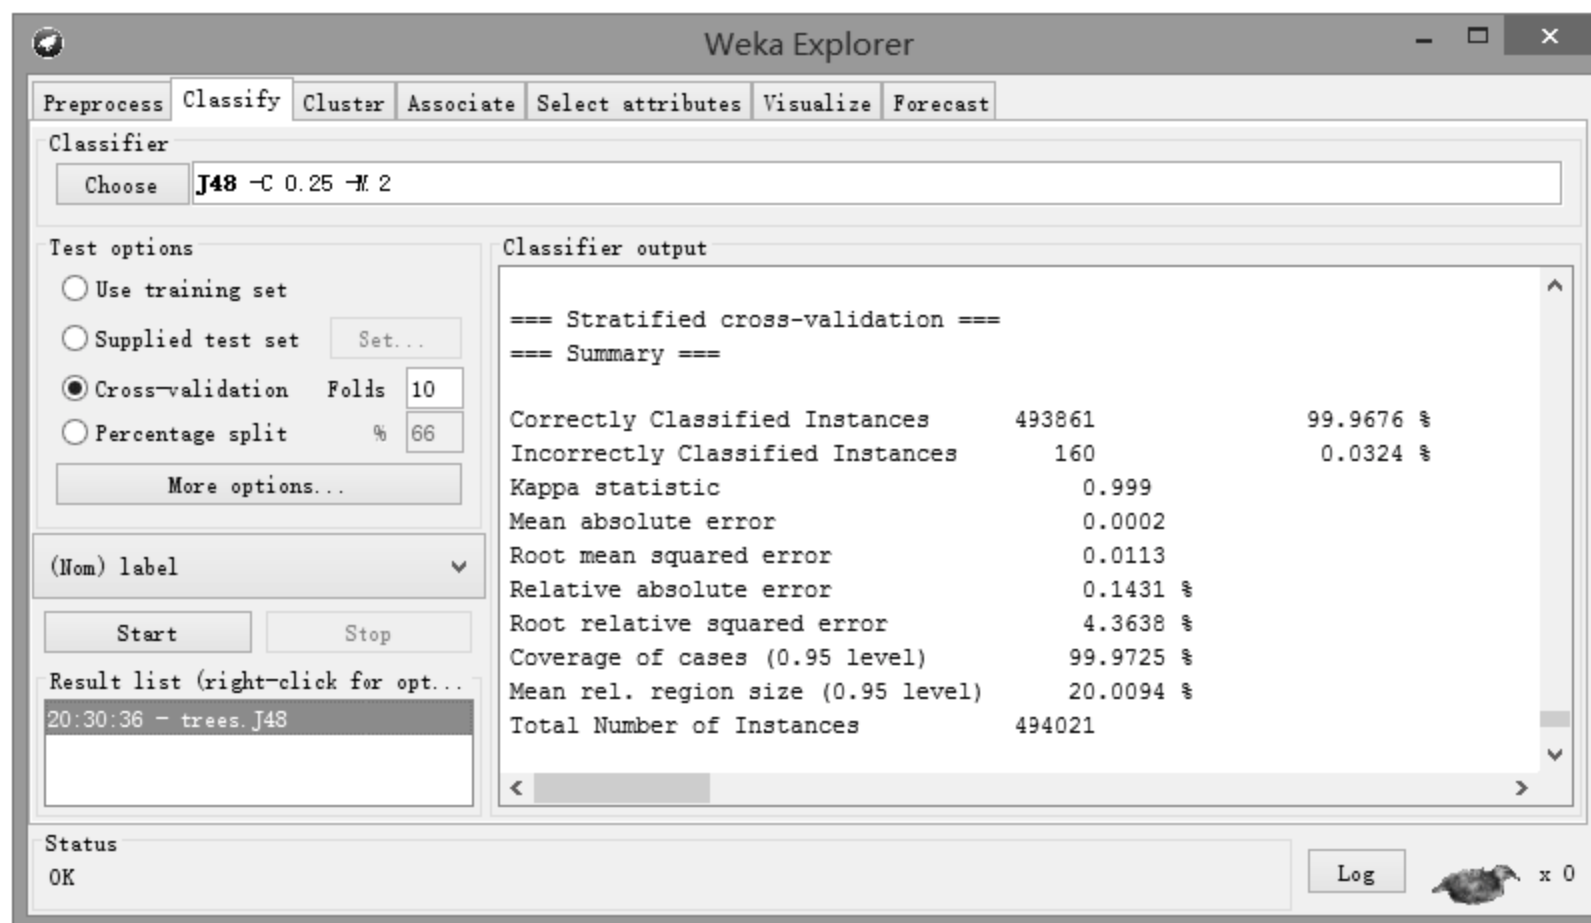 Weka Explorer
Preprocess Classify Cluster Associate Select attributes Visualize Forecast
Classifier
Choose J48 -C 0.25 -M 2
Test options
Use training set
Supplied test set Set...
Cross-validation Folds 10
Percentage split % 66
More options...
(Nom) label
Start Stop
Result list (right-click for opt...
20:30:36 - trees.J48
Classifier output
=== Stratified cross-validation ===
=== Summary ===
Correctly Classified Instances 493861 99.9676 %
Incorrectly Classified Instances 160 0.0324 %
Kappa statistic 0.999
Mean absolute error 0.0002
Root mean squared error 0.0113
Relative absolute error 0.1431 %
Root relative squared error 4.3638 %
Coverage of cases (0.95 level) 99.9725 %
Mean rel. region size (0.95 level) 20.0094 %
Total Number of Instances 494021
Status
OK
Log x 0